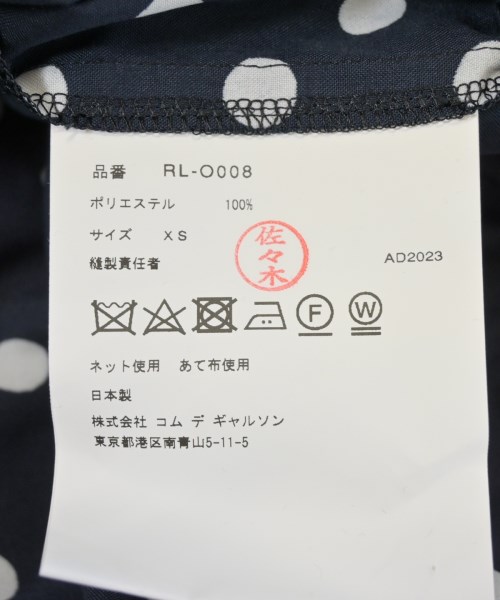 品番 RL-O008
ポリエステル 100%
サイズ XS
縫製責任者
佐々木
AD2023
F W
ネット使用 あて布使用
日本製
株式会社 コム デ ギャルソン
東京都港区南青山5-11-5